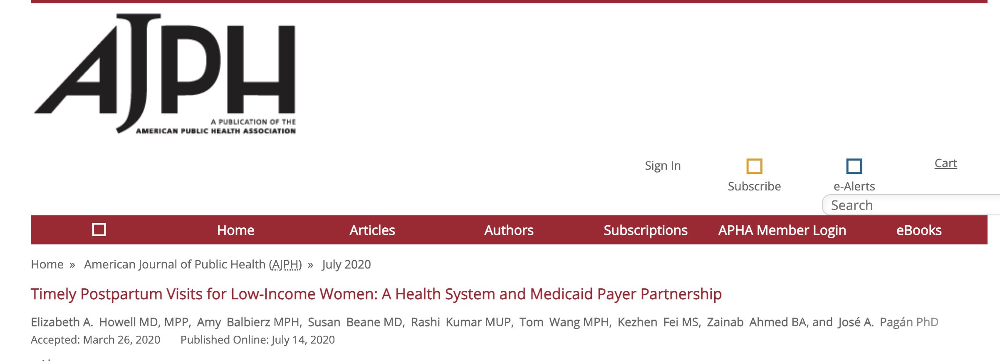 AJPH
A PUBLICATION OF THE
AMERICAN PUBLIC HEALTH ASSOCIATION
Sign In
Subscribe
e-Alerts
Cart
Search
Home Articles Authors Subscriptions APHA Member Login eBooks
Home » American Journal of Public Health (AJPH) » July 2020
Timely Postpartum Visits for Low-Income Women: A Health System and Medicaid Payer Partnership
Elizabeth A. Howell MD, MPP, Amy Balbierz MPH, Susan Beane MD, Rashi Kumar MUP, Tom Wang MPH, Kezhen Fei MS, Zainab Ahmed BA, and José A. Pagán PhD
Accepted: March 26, 2020 Published Online: July 14, 2020